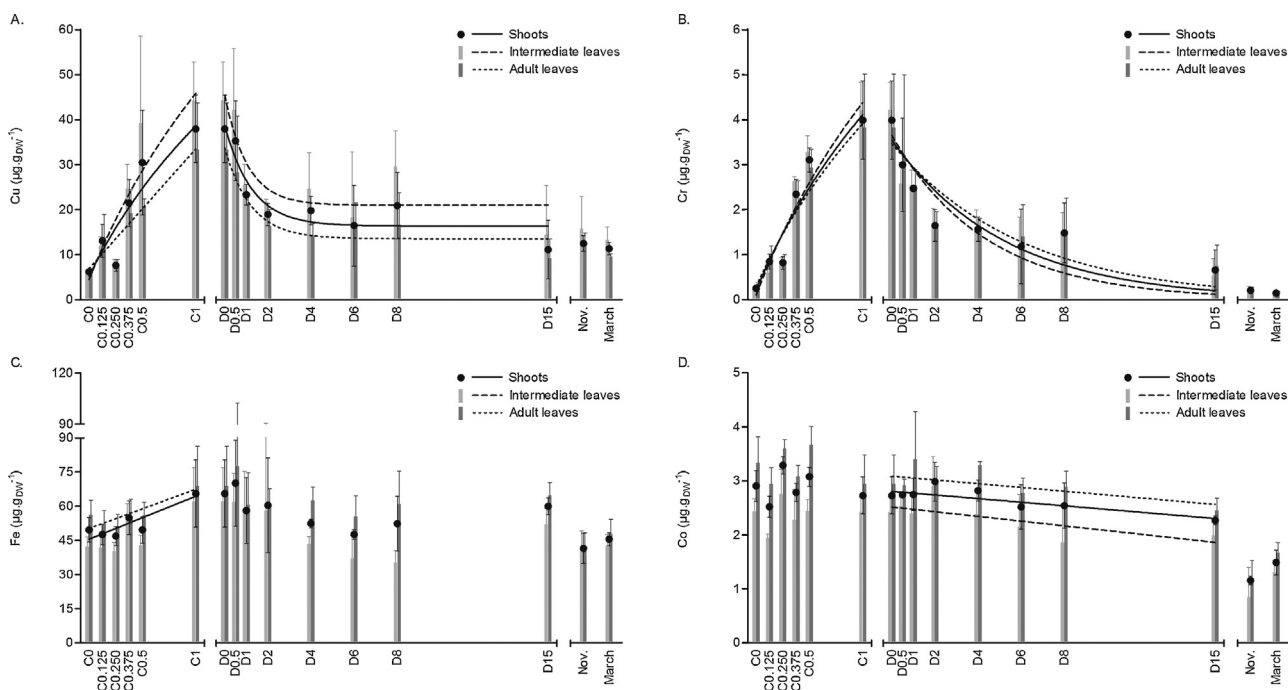 A.
60
50
40
30
20
10
0
Cu (µg.gDW⁻¹)
Shoots
Intermediate leaves
Adult leaves
C0
C0.125
C0.250
C0.375
C0.5
C1
D0
D0.5
D1
D2
D4
D6
D8
D15
Nov.
March
B.
6
5
4
3
2
1
0
Cr (µg.gDW⁻¹)
Shoots
Intermediate leaves
Adult leaves
C0
C0.125
C0.250
C0.375
C0.5
C1
D0
D0.5
D1
D2
D4
D6
D8
D15
Nov.
March
C.
120
90
90
75
60
45
30
15
0
Fe (µg.gDW⁻¹)
Shoots
Intermediate leaves
Adult leaves
C0
C0.125
C0.250
C0.375
C0.5
C1
D0
D0.5
D1
D2
D4
D6
D8
D15
Nov.
March
D.
5
4
3
2
1
0
Co (µg.gDW⁻¹)
Shoots
Intermediate leaves
Adult leaves
C0
C0.125
C0.250
C0.375
C0.5
C1
D0
D0.5
D1
D2
D4
D6
D8
D15
Nov.
March